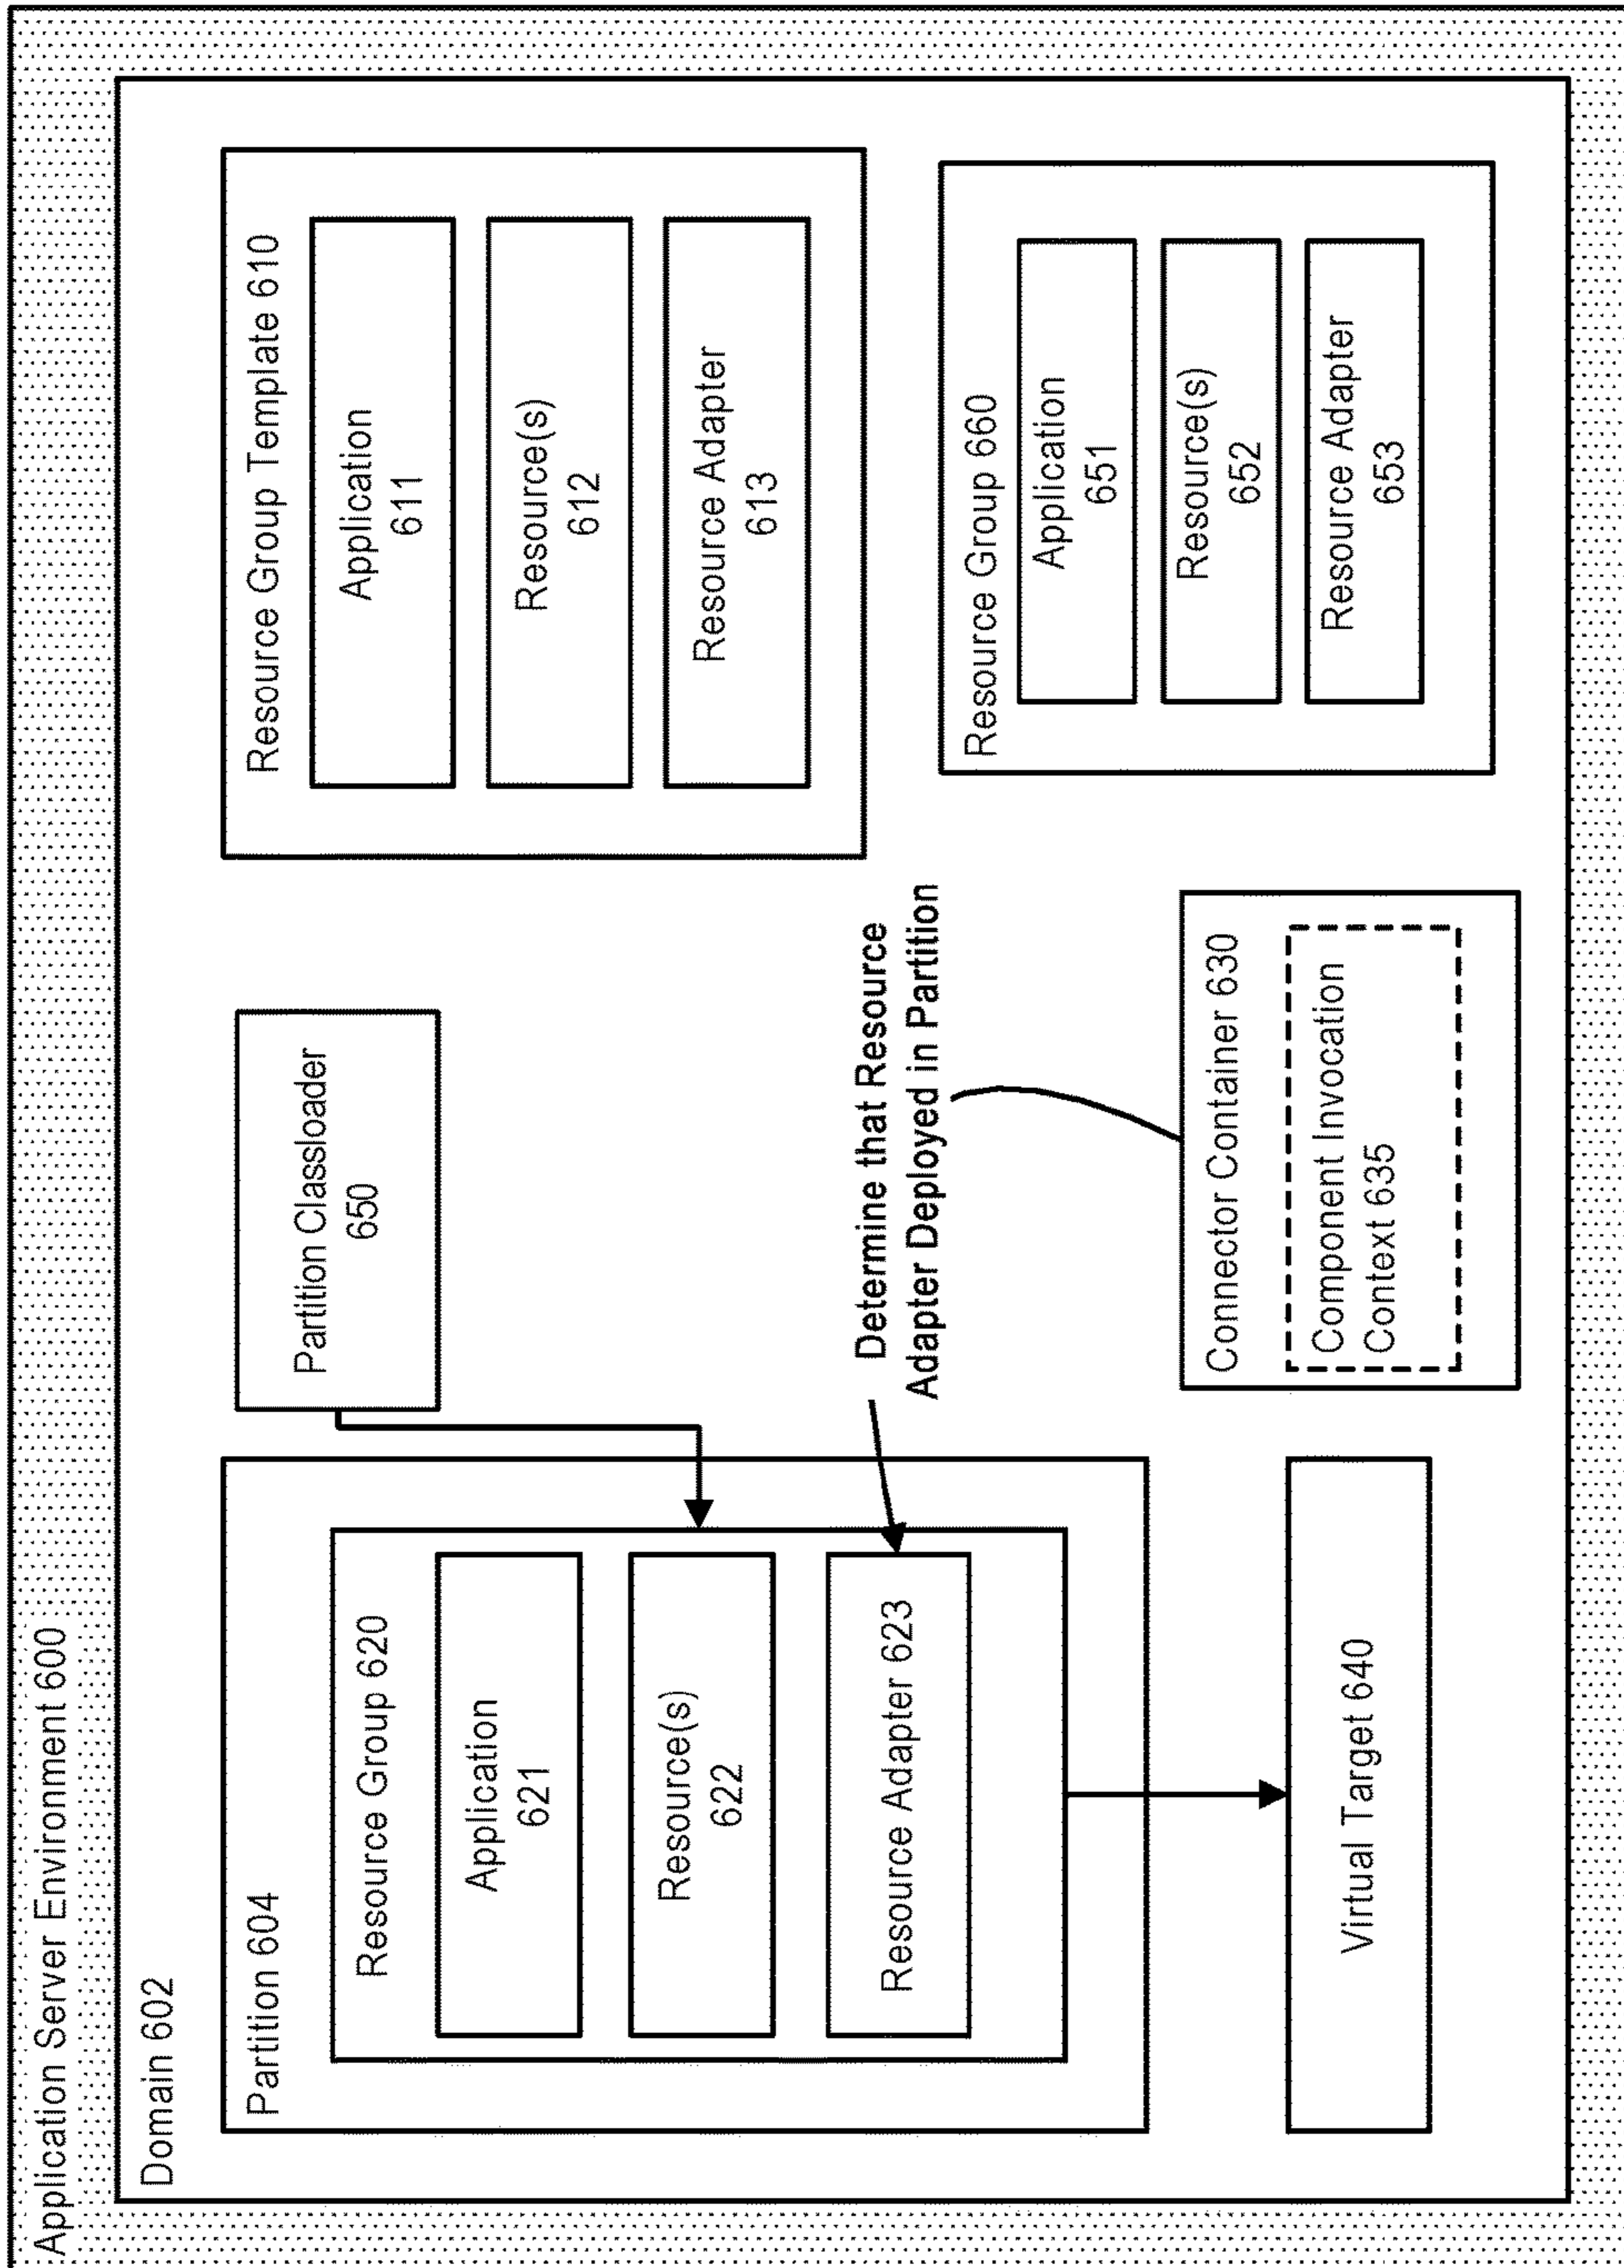 Application Server Environment 600
Domain 602
Partition 604
Resource Group 620
Application
621
Resource(s)
622
Resource Adapter 623
Virtual Target 640
Partition Classloader
650
Determine that Resource
Adapter Deployed in Partition
Connector Container 630
Component Invocation
Context 635
Resource Group Template 610
Application
611
Resource(s)
612
Resource Adapter
613
Resource Group 660
Application
651
Resource(s)
652
Resource Adapter
653